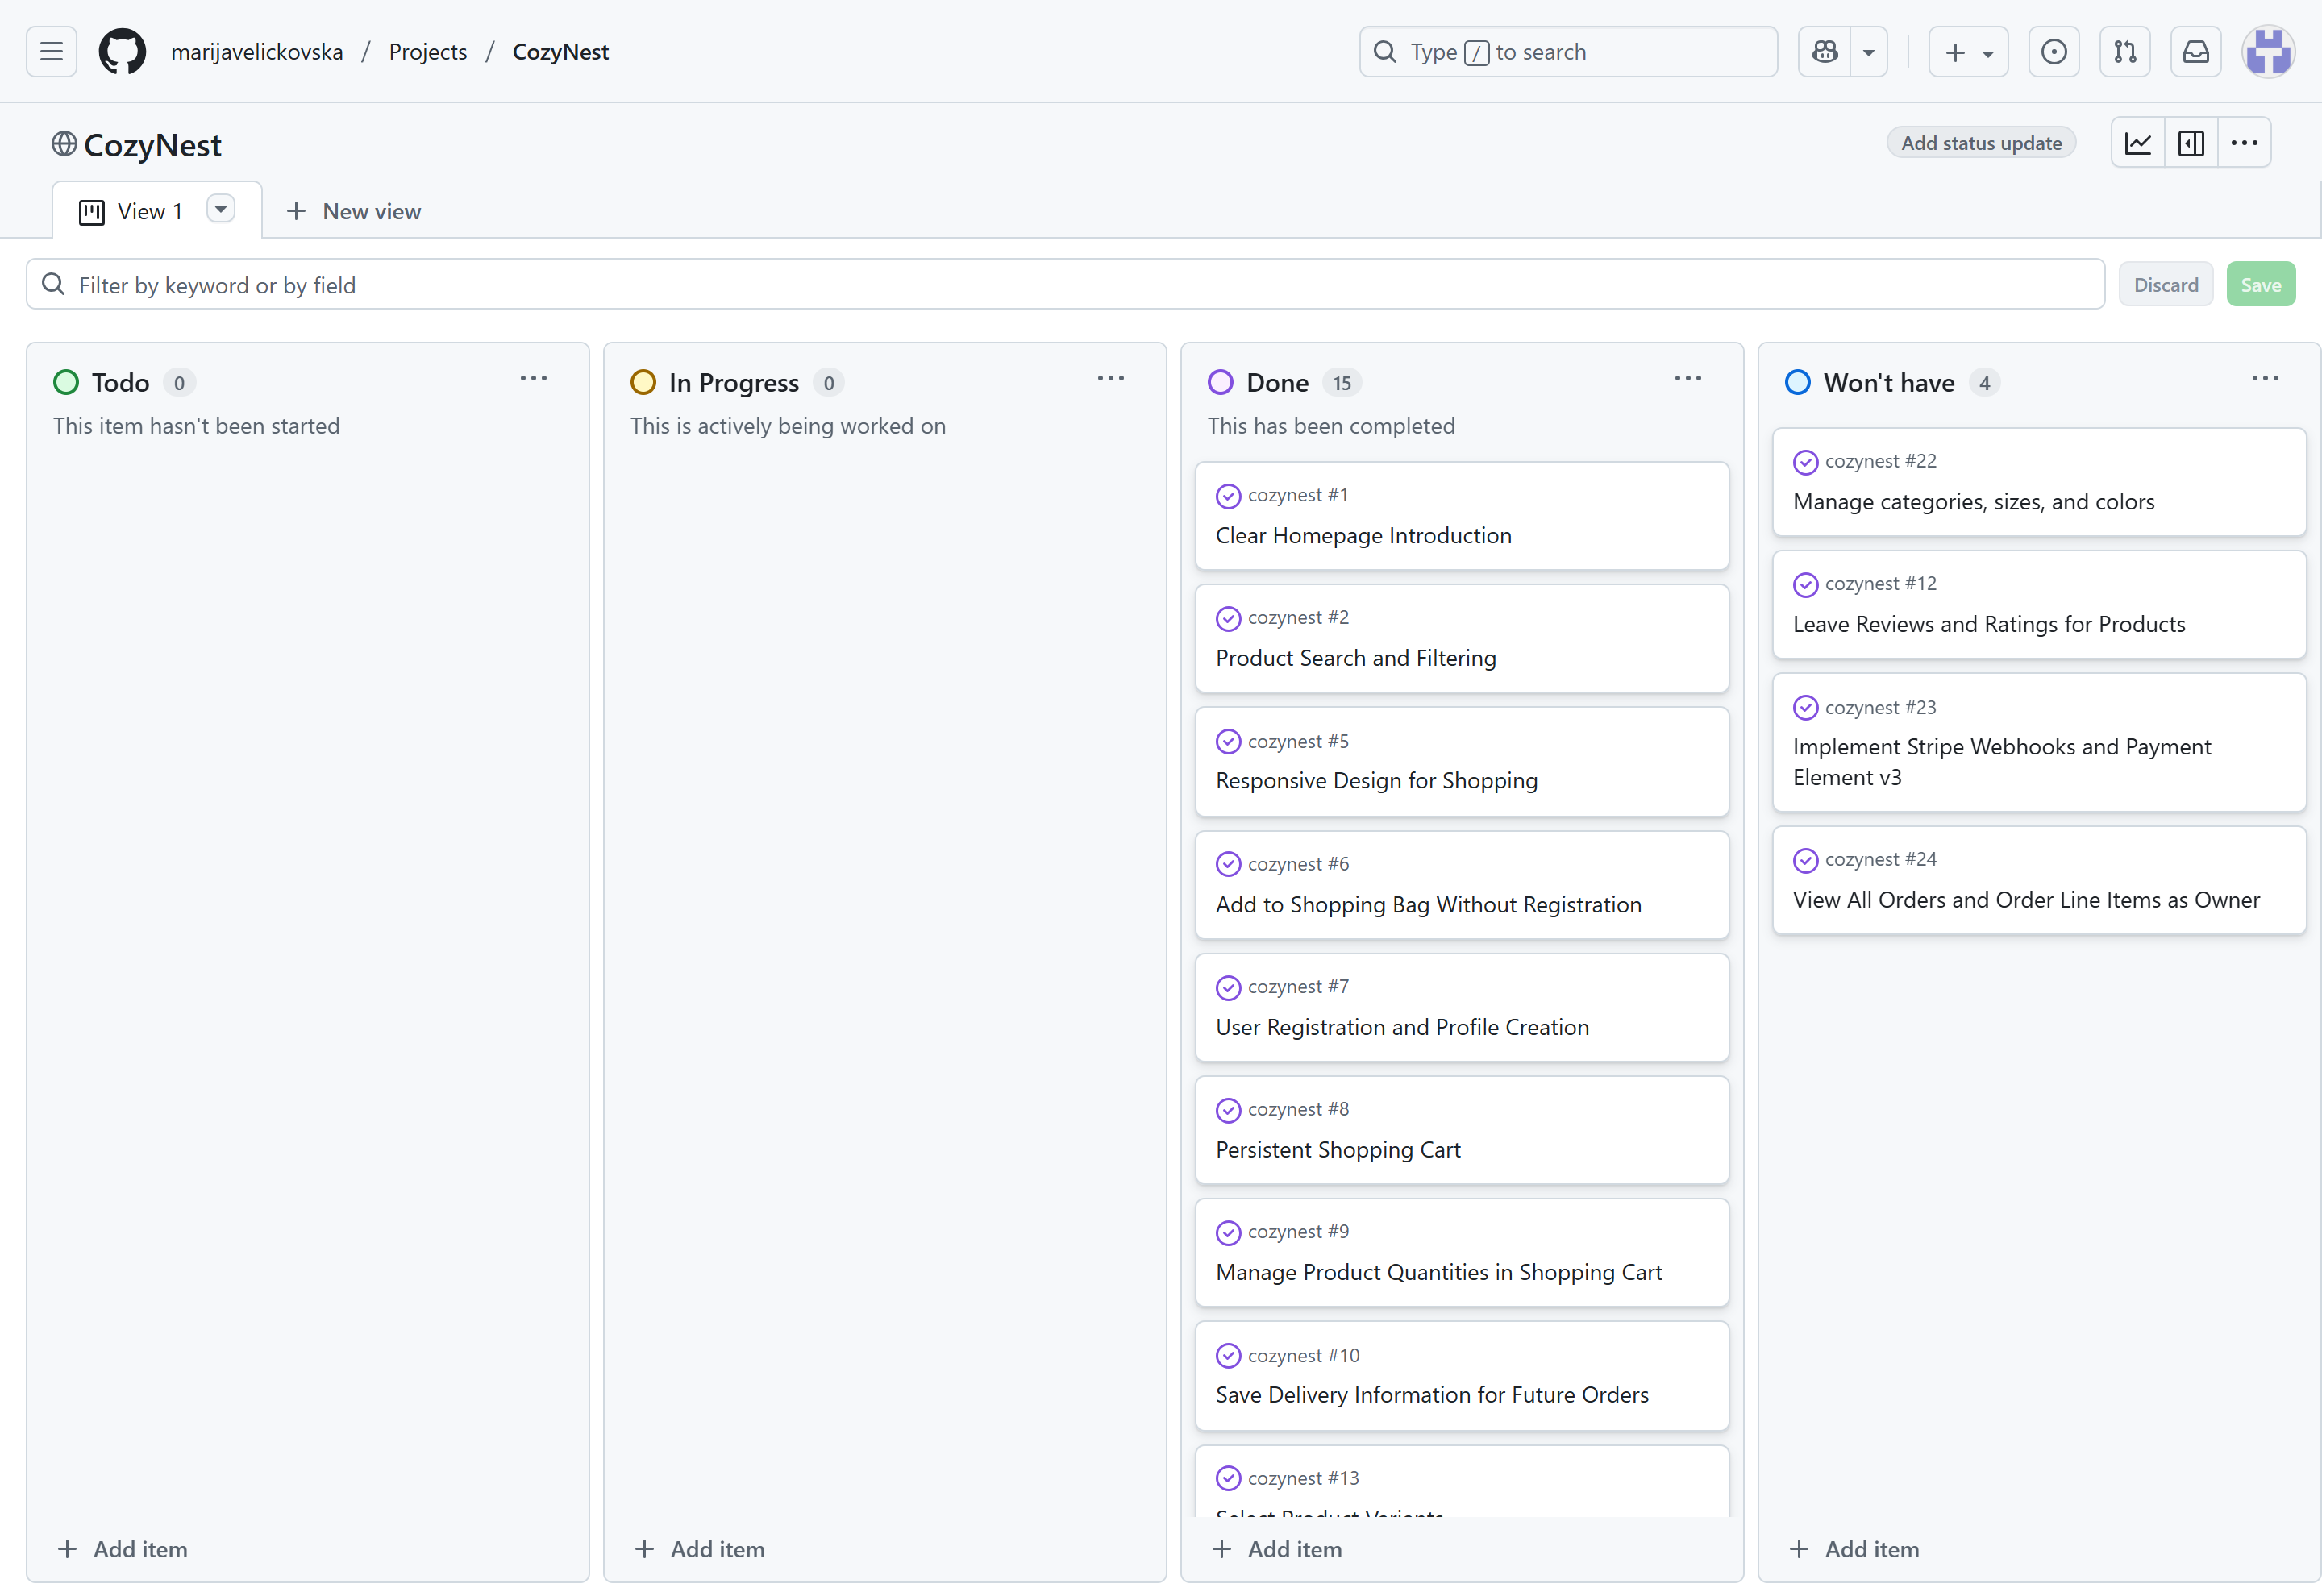 marijavelickovska / Projects / CozyNest
Type / to search
CozyNest
Add status update
View 1
New view
Filter by keyword or by field
Discard
Save
Todo 0
This item hasn't been started
Add item
In Progress 0
This is actively being worked on
Add item
Done 15
This has been completed
cozynest #1
Clear Homepage Introduction
cozynest #2
Product Search and Filtering
cozynest #5
Responsive Design for Shopping
cozynest #6
Add to Shopping Bag Without Registration
cozynest #7
User Registration and Profile Creation
cozynest #8
Persistent Shopping Cart
cozynest #9
Manage Product Quantities in Shopping Cart
cozynest #10
Save Delivery Information for Future Orders
cozynest #13
Select Product Variants
Add item
Won't have 4
cozynest #22
Manage categories, sizes, and colors
cozynest #12
Leave Reviews and Ratings for Products
cozynest #23
Implement Stripe Webhooks and Payment
Element v3
cozynest #24
View All Orders and Order Line Items as Owner
Add item